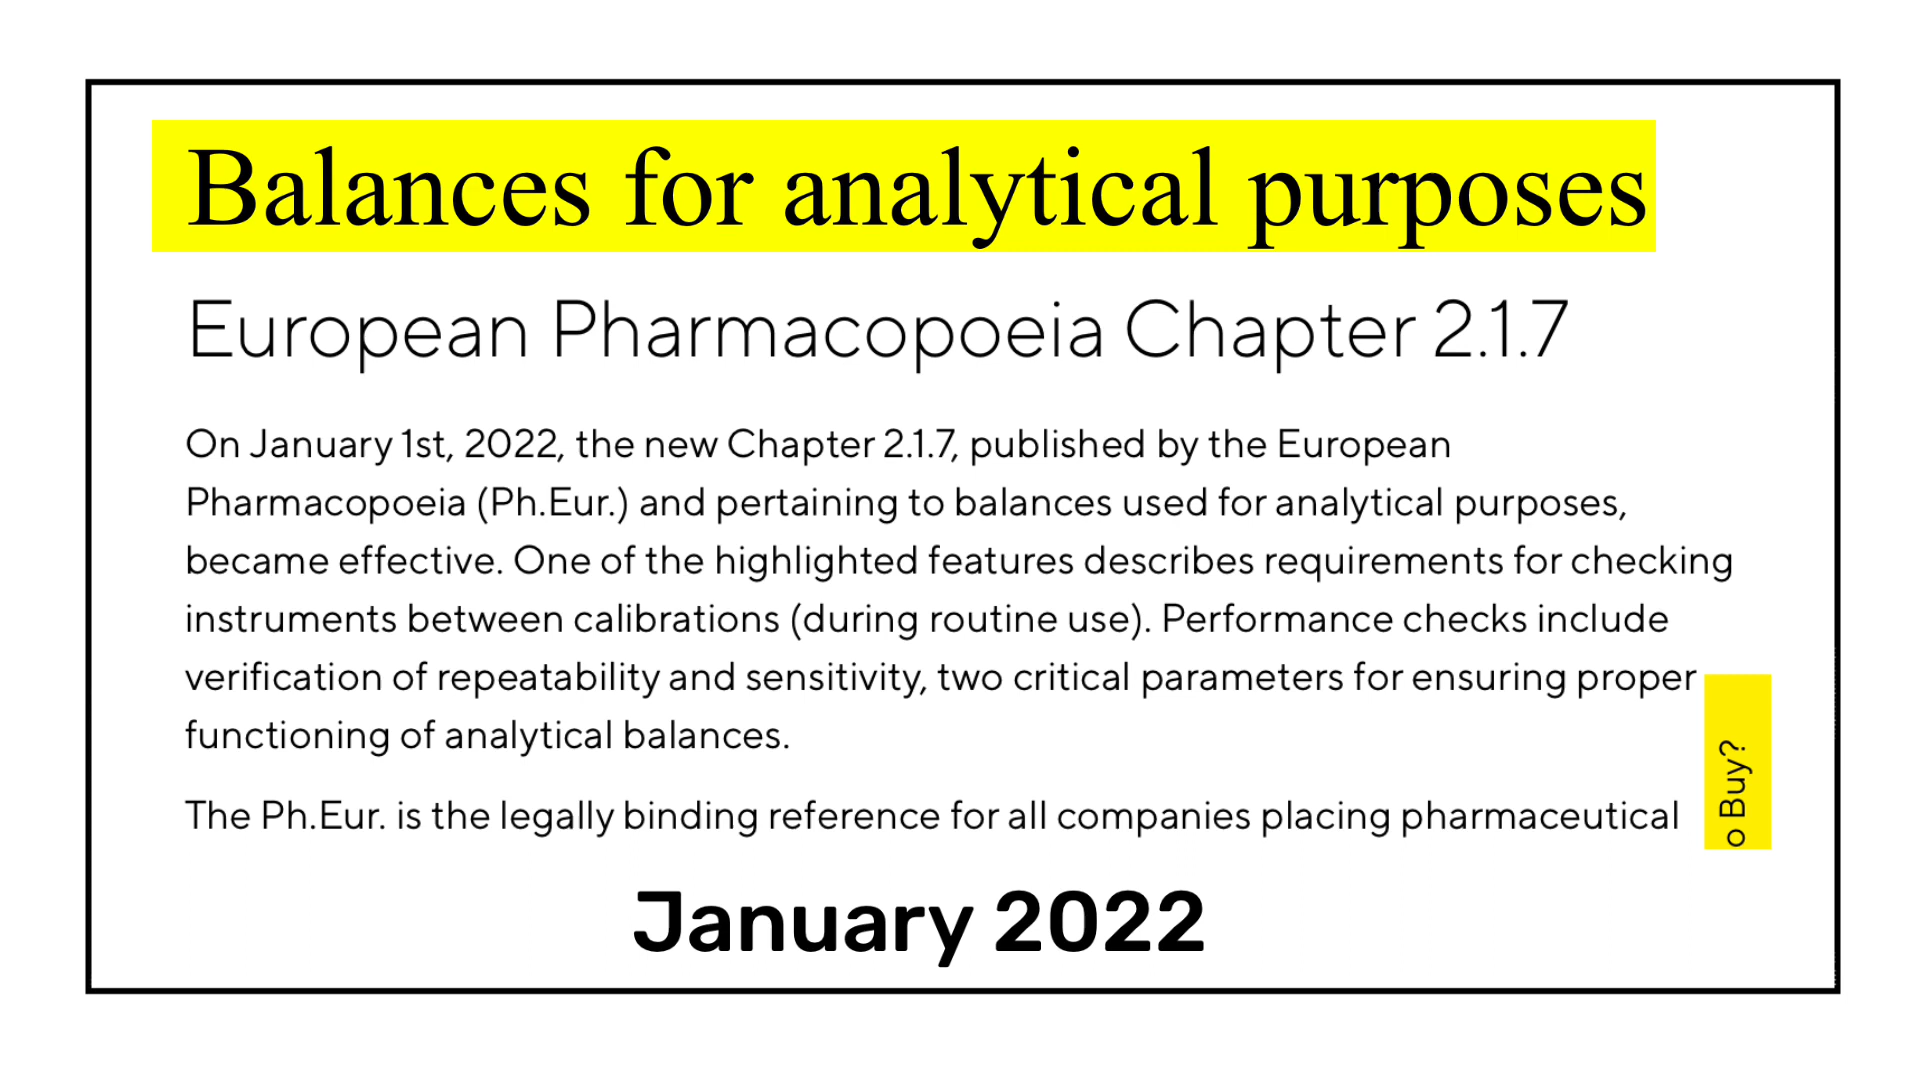 Balances for analytical purposes
European Pharmacopoeia Chapter 2.1.7
On January 1st, 2022, the new Chapter 2.1.7, published by the European
Pharmacopoeia (Ph.Eur.) and pertaining to balances used for analytical purposes,
became effective. One of the highlighted features describes requirements for checking
instruments between calibrations (during routine use). Performance checks include
verification of repeatability and sensitivity, two critical parameters for ensuring proper
functioning of analytical balances.
The Ph.Eur. is the legally binding reference for all companies placing pharmaceutical
o Buy?
January 2022